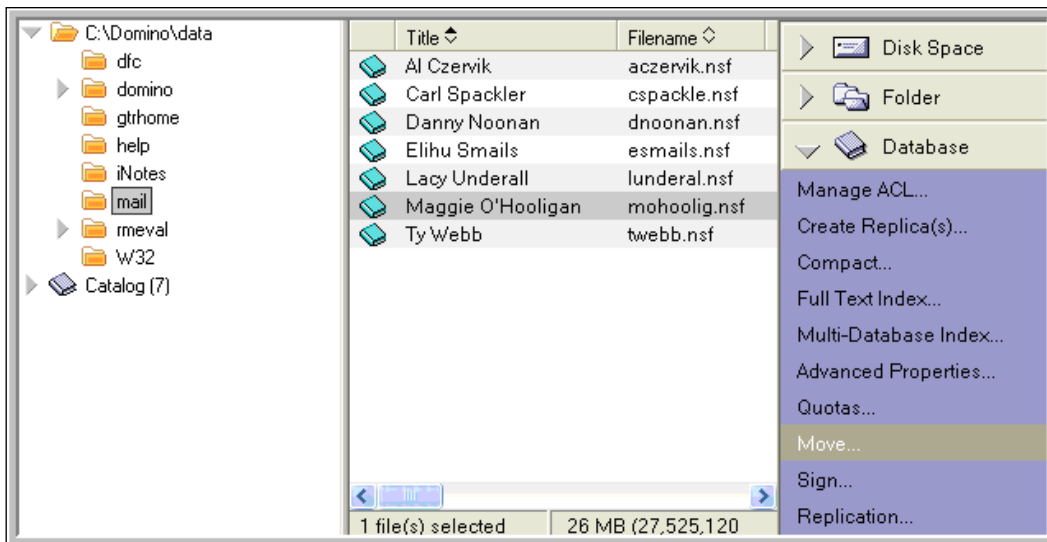 C:\Domino\data
dfc
domino
gtrhome
help
iNotes
mail
rmeval
W32
Catalog (7)
Title Filename
Al Czervik aczervik.nsf
Carl Spackler cspackle.nsf
Danny Noonan dnoonan.nsf
Elihu Smails esmails.nsf
Lacy Underall lunderal.nsf
Maggie O'Hooligan mohoolig.nsf
Ty Webb twebb.nsf
1 file(s) selected 26 MB (27,525,120
Disk Space
Folder
Database
Manage ACL...
Create Replica(s)...
Compact...
Full Text Index...
Multi-Database Index...
Advanced Properties...
Quotas...
Move...
Sign...
Replication...